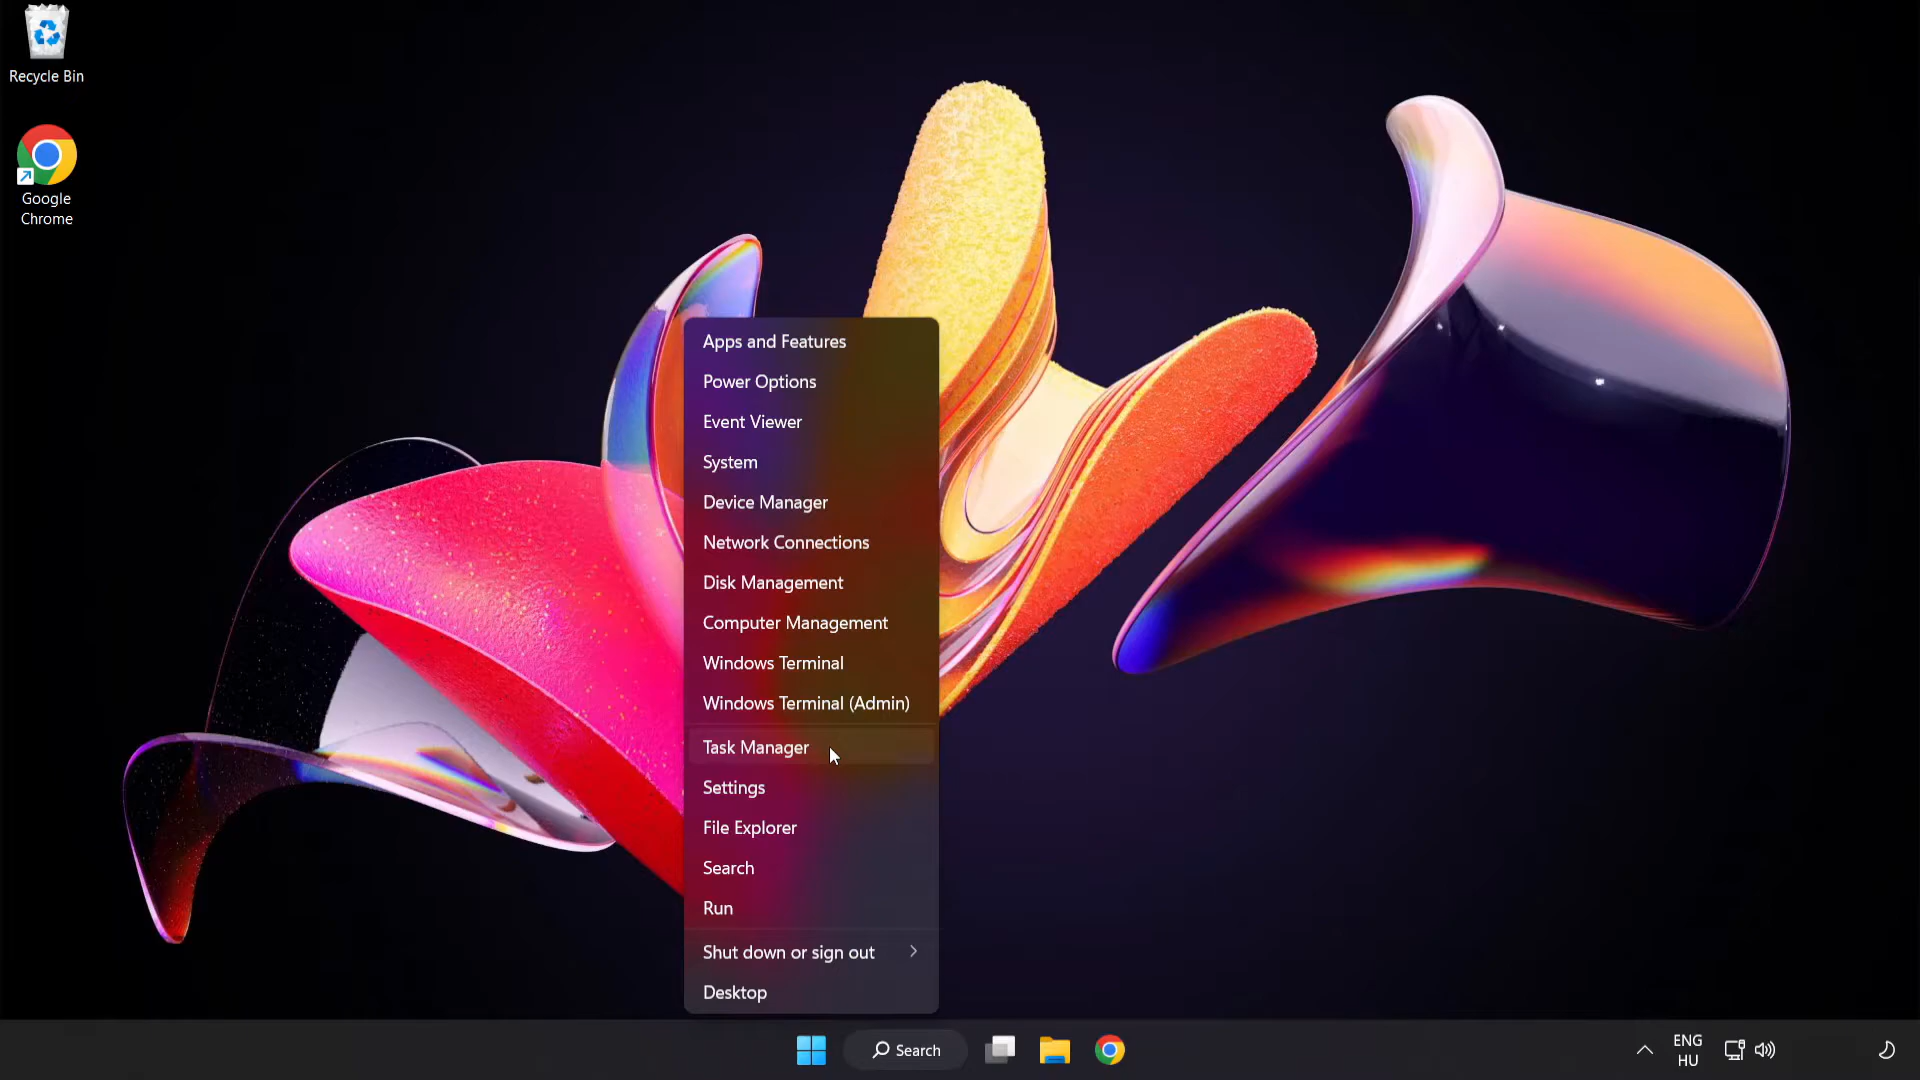 Recycle Bin
Google
Chrome
Apps and Features
Power Options
Event Viewer
System
Device Manager
Network Connections
Disk Management
Computer Management
Windows Terminal
Windows Terminal (Admin)
Task Manager
Settings
File Explorer
Search
Run
Shut down or sign out
Desktop
Search
ENG
HU